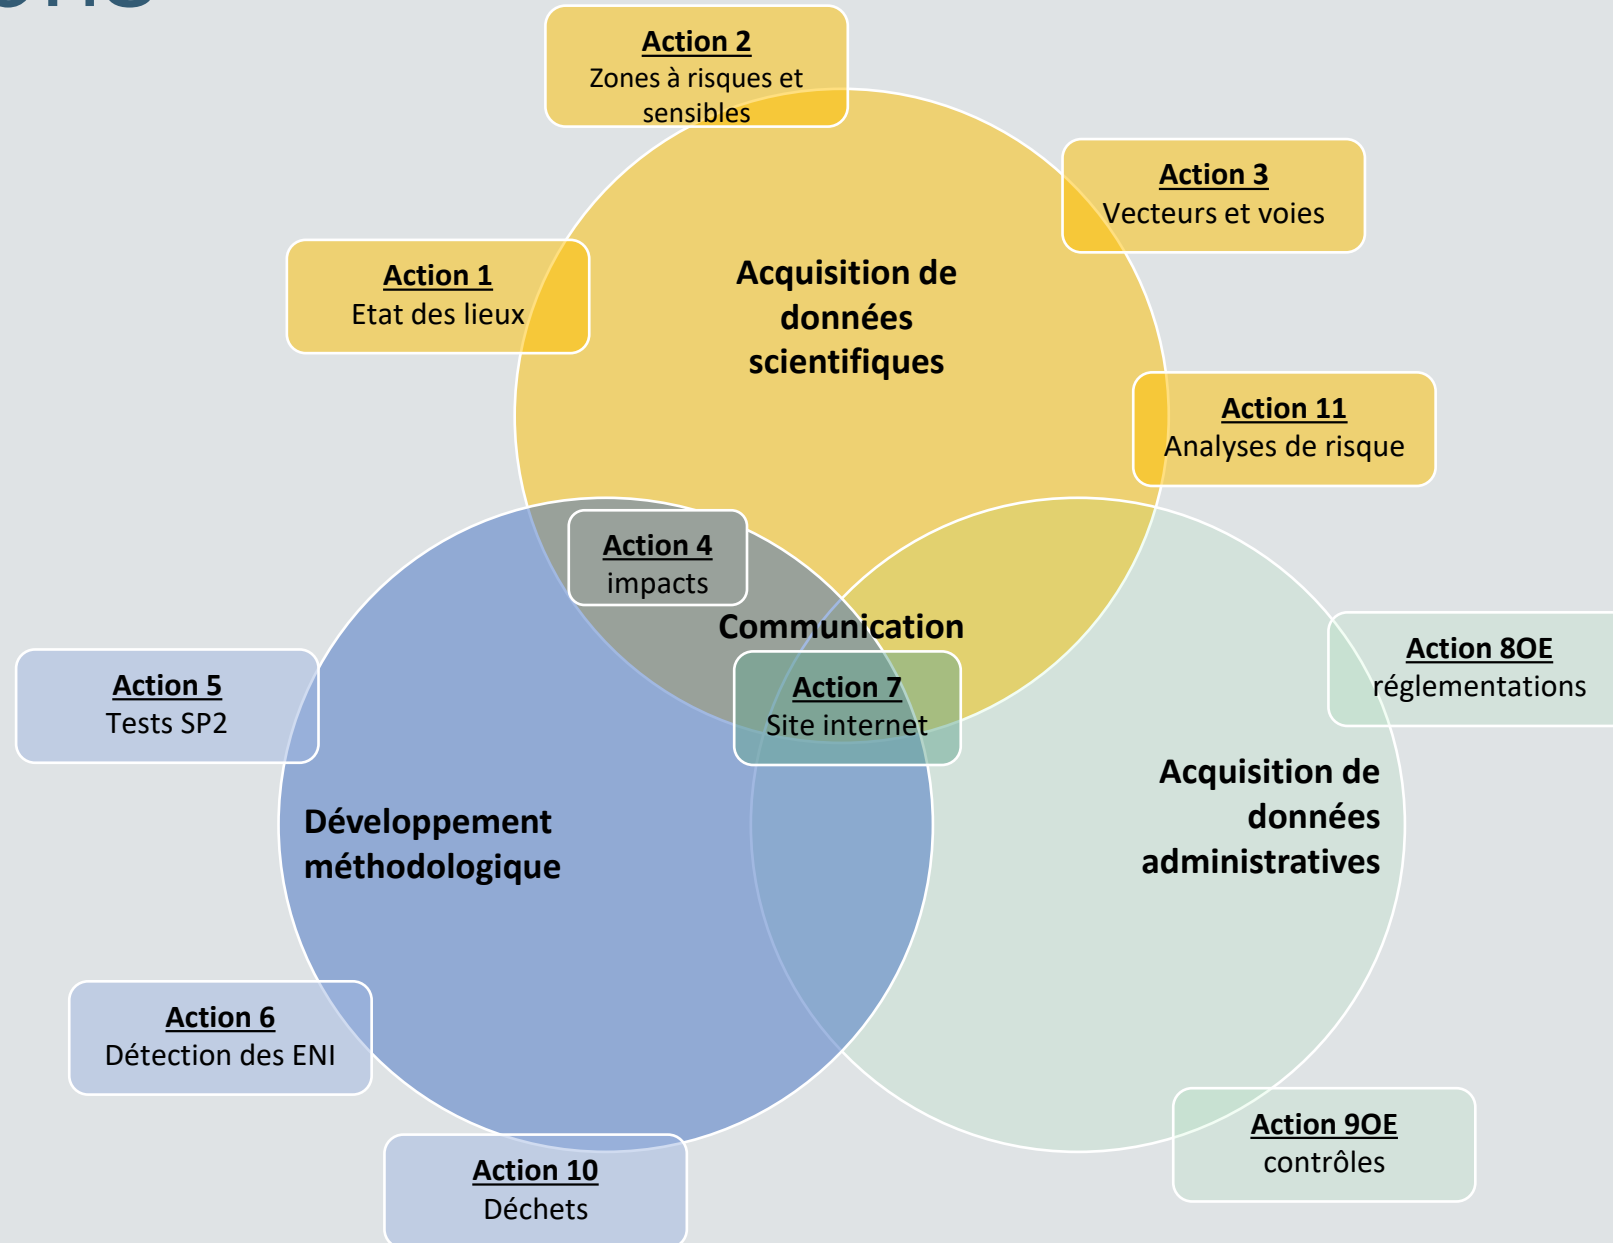 Action 2
Zones à risques et
sensibles
Action 3
Vecteurs et voies
Action 1
Etat des lieux
Acquisition de
données
scientifiques
Action 11
Analyses de risque
Action 4
impacts
Communication
Action 7
Site internet
Action 8OE
réglementations
Action 5
Tests SP2
Acquisition de
données
administratives
Développement
méthodologique
Action 6
Détection des ENI
Action 9OE
contrôles
Action 10
Déchets